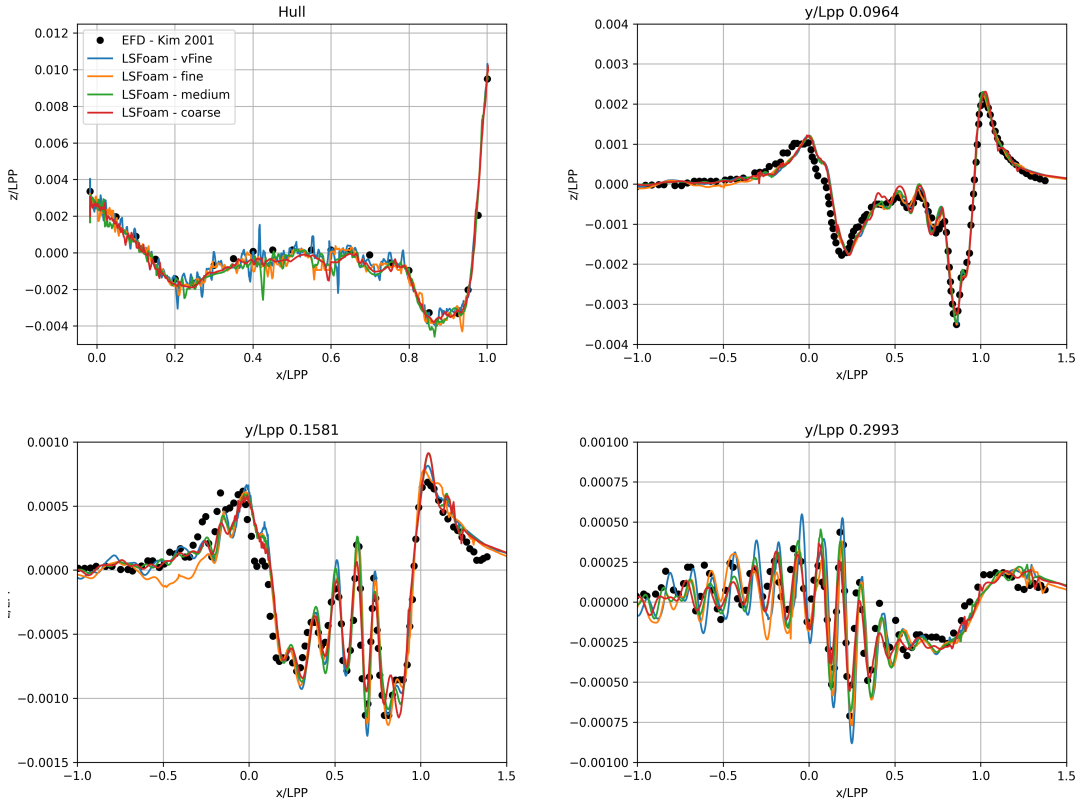 Hull
0.012
0.010
0.008
0.006
0.004
0.002
0.000
−0.002
−0.004
z/LPP
EFD - Kim 2001
LSFoam - vFine
LSFoam - fine
LSFoam - medium
LSFoam - coarse
0.0 0.2 0.4 0.6 0.8 1.0
x/LPP
y/Lpp 0.0964
0.004
0.003
0.002
0.001
0.000
−0.001
−0.002
−0.003
−0.004
z/LPP
−1.0 −0.5 0.0 0.5 1.0 1.5
x/LPP
y/Lpp 0.1581
0.0010
0.0005
0.0000
−0.0005
−0.0010
−0.0015
−1.0 −0.5 0.0 0.5 1.0 1.5
x/LPP
y/Lpp 0.2993
0.00100
0.00075
0.00050
0.00025
0.00000
−0.00025
−0.00050
−0.00075
−0.00100
−1.0 −0.5 0.0 0.5 1.0 1.5
x/LPP